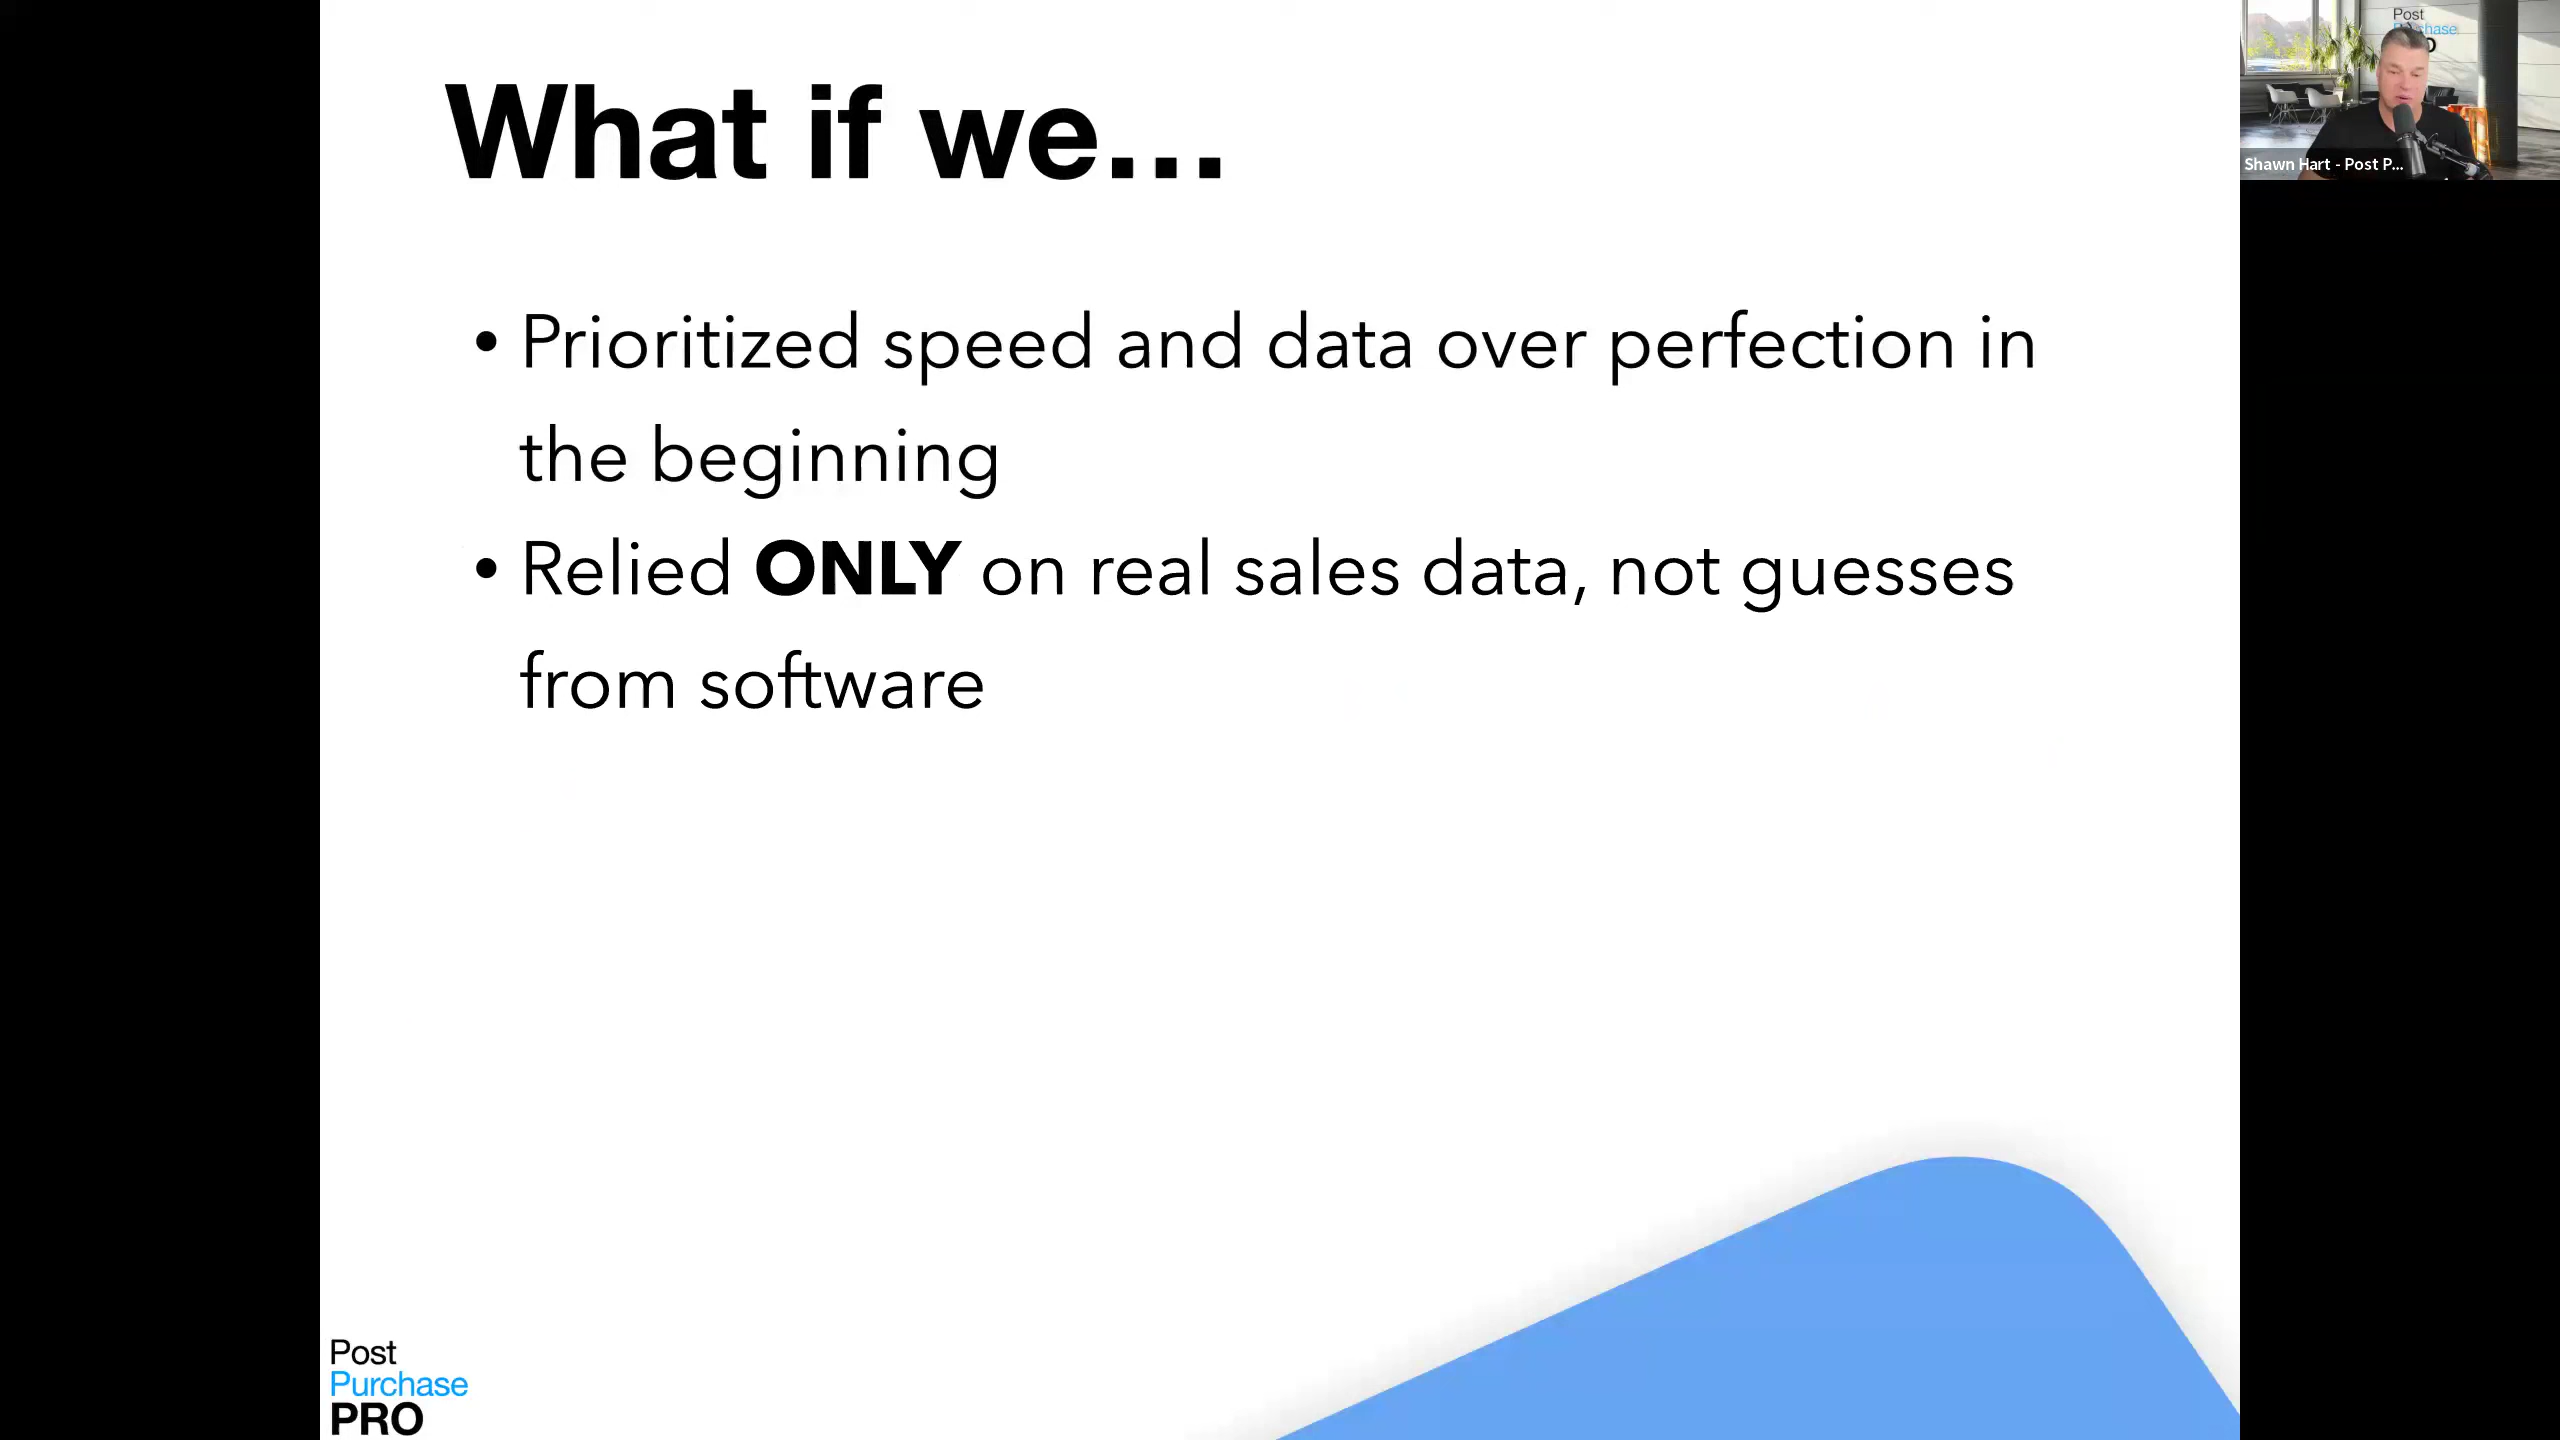 What if we…
• Prioritized speed and data over perfection in
the beginning
• Relied ONLY on real sales data, not guesses
from software
Post
Purchase
PRO
Post
Shawn Hart - Post P...